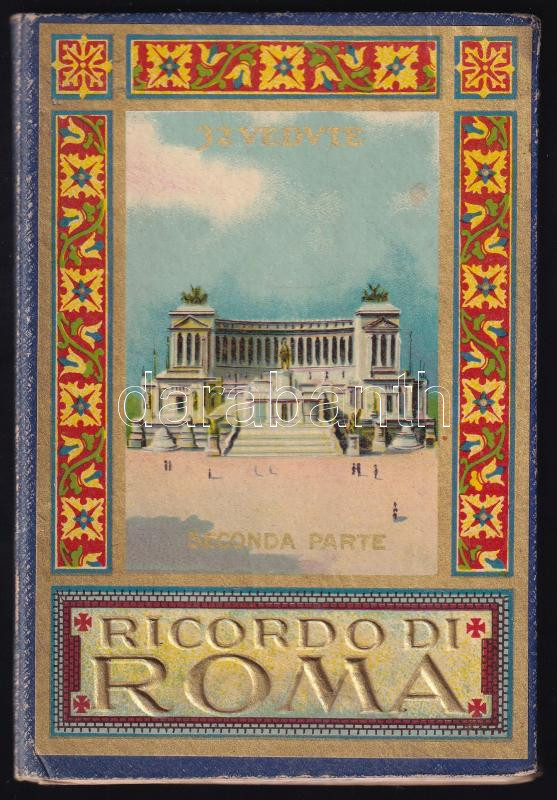 32 VEDVTE
darabanth
SECONDA PARTE
RICORDO DI
ROMA